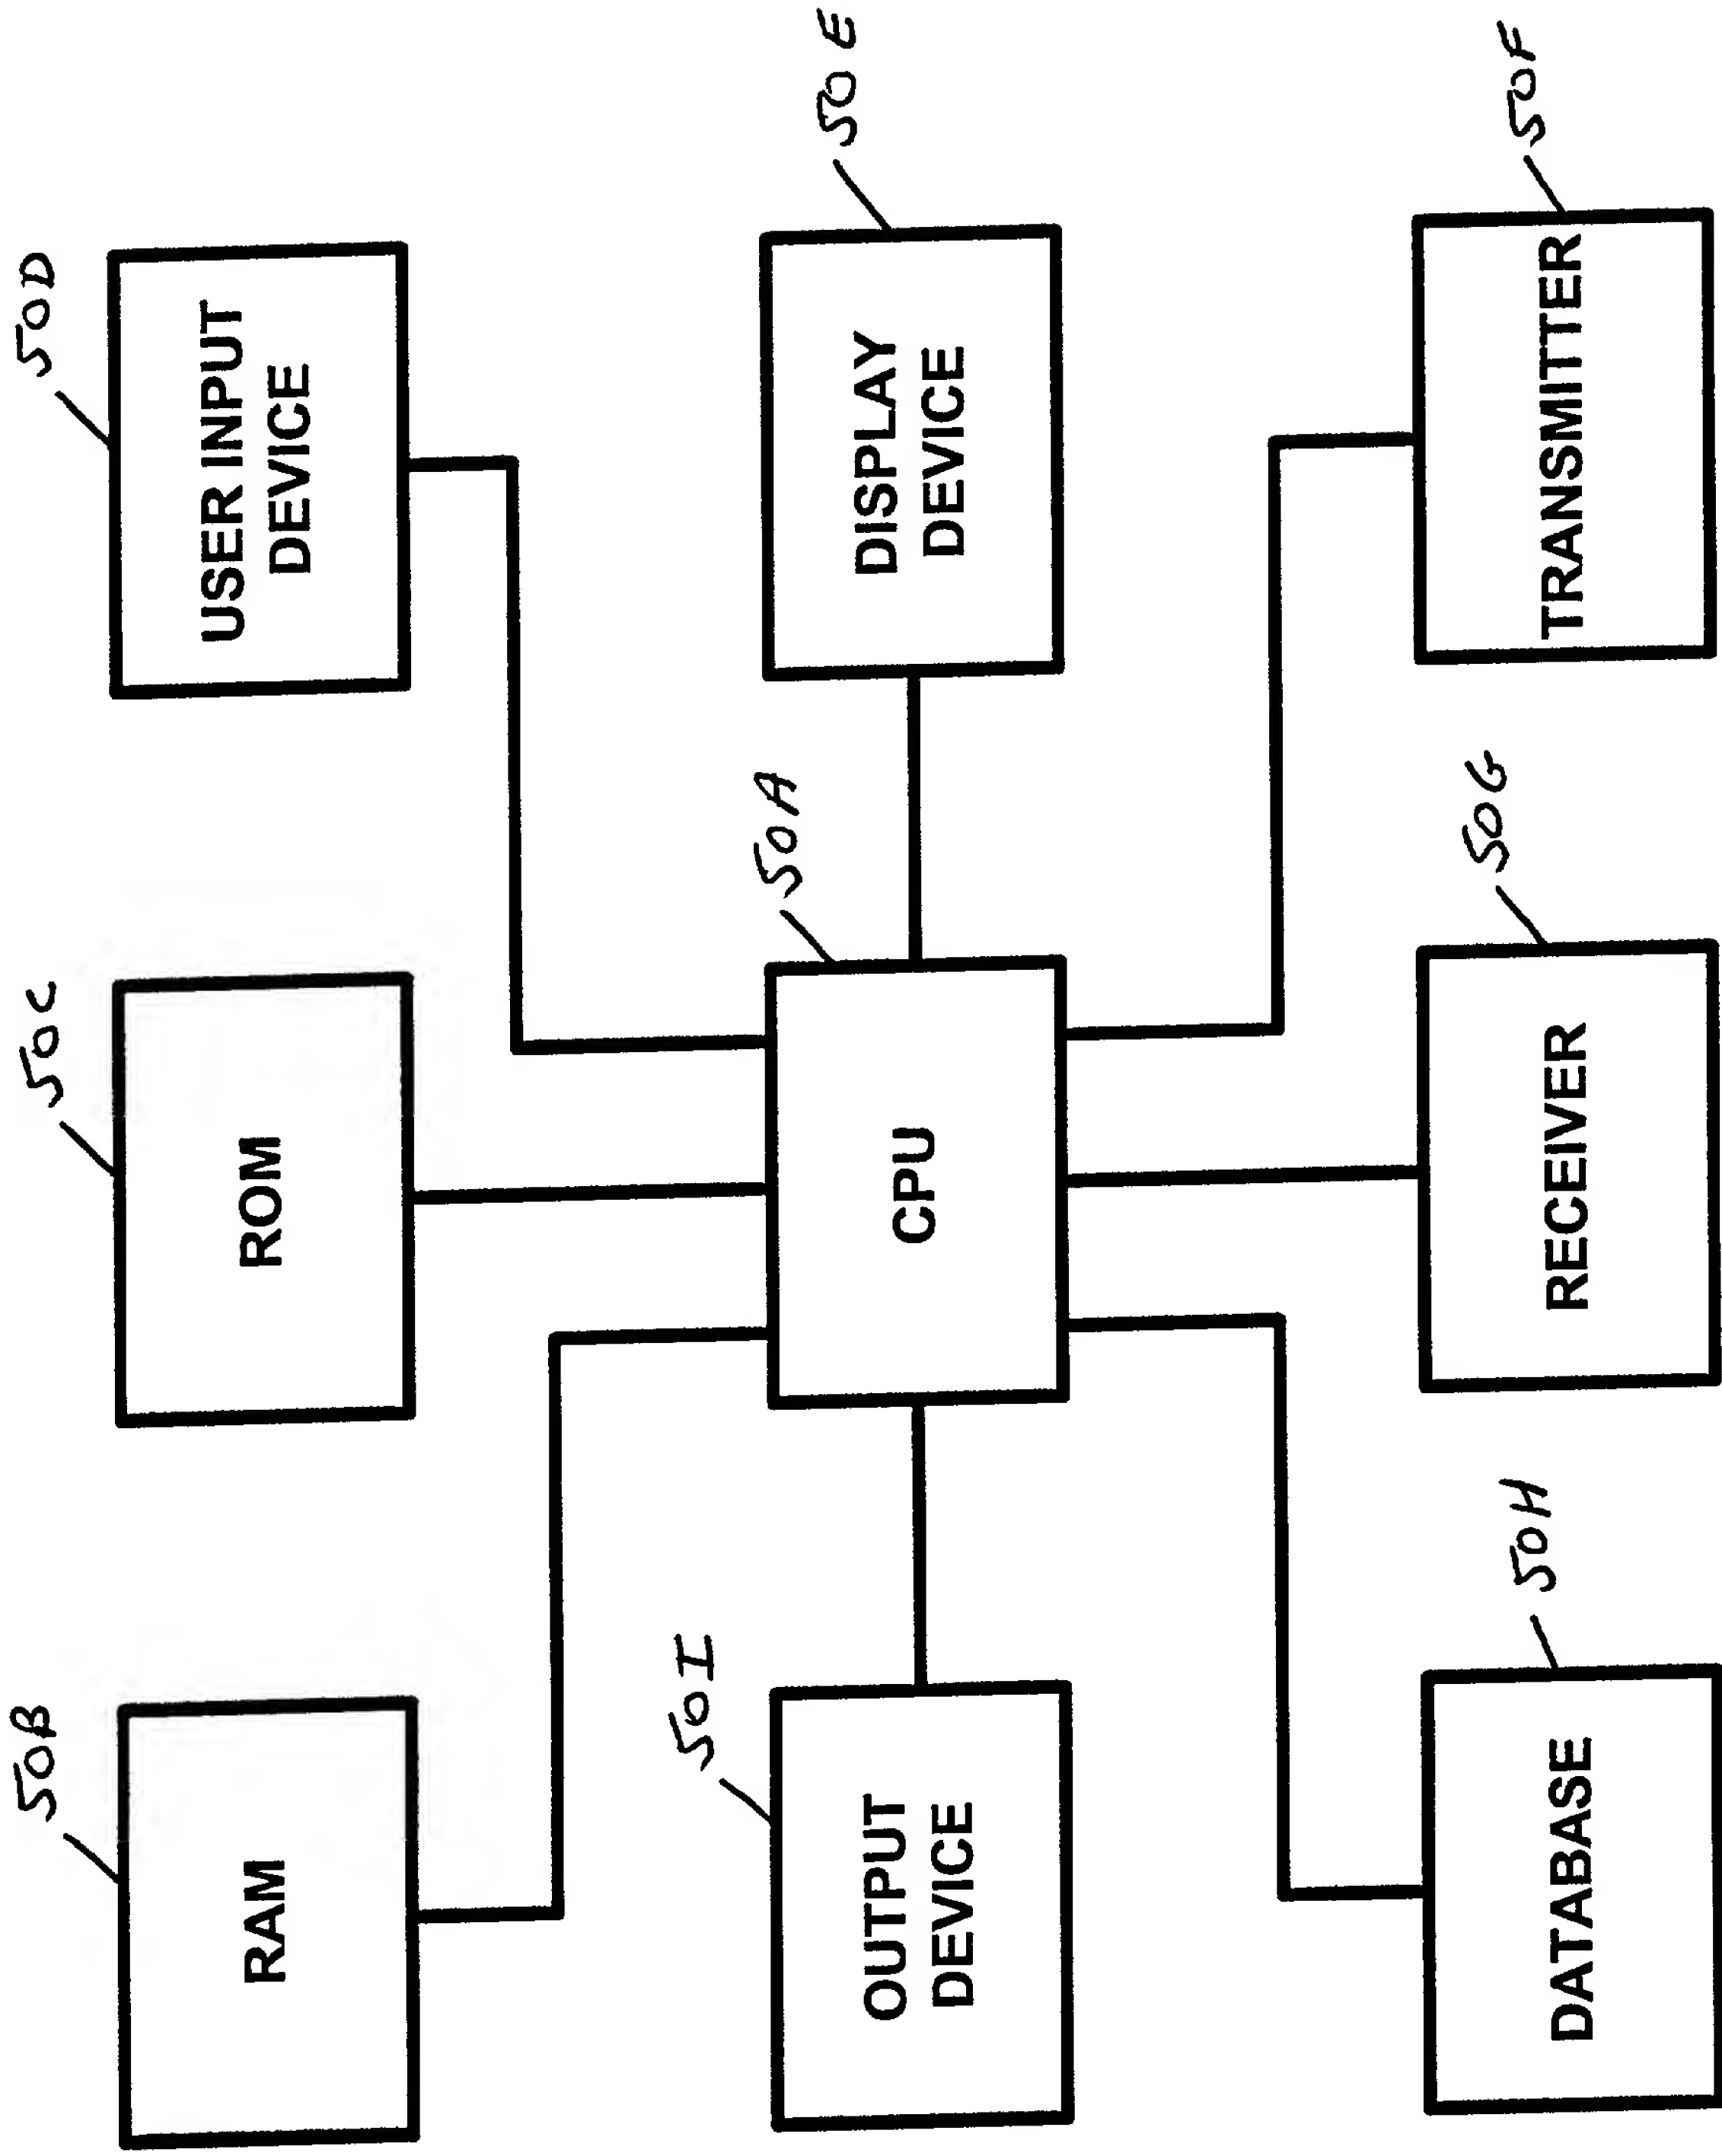 50B
50C
50D
RAM
ROM
USER INPUT
DEVICE
50I
50A
50E
OUTPUT
DEVICE
CPU
DISPLAY
DEVICE
50H
50G
50F
DATABASE
RECEIVER
TRANSMITTER